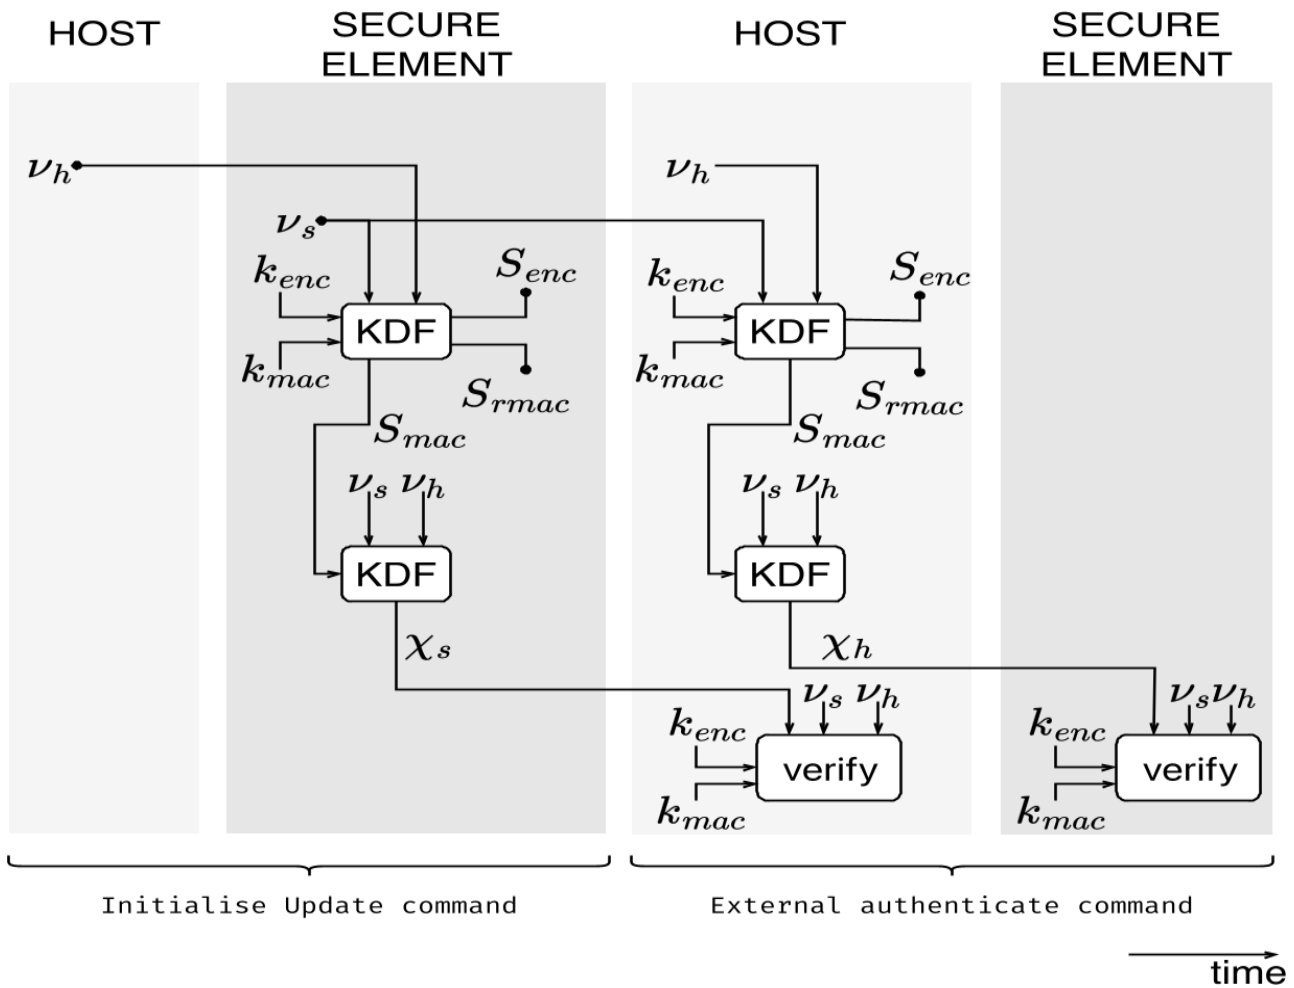 HOST
SECURE
ELEMENT
HOST
SECURE
ELEMENT
νh
νs
kenc
Senc
KDF
kmac
Srmac
Smac
νs νh
KDF
χs
νh
kenc
Senc
KDF
kmac
Srmac
Smac
νs νh
KDF
χh
νs νh
kenc
verify
kmac
νs νh
kenc
verify
kmac
Initialise Update command
External authenticate command
time